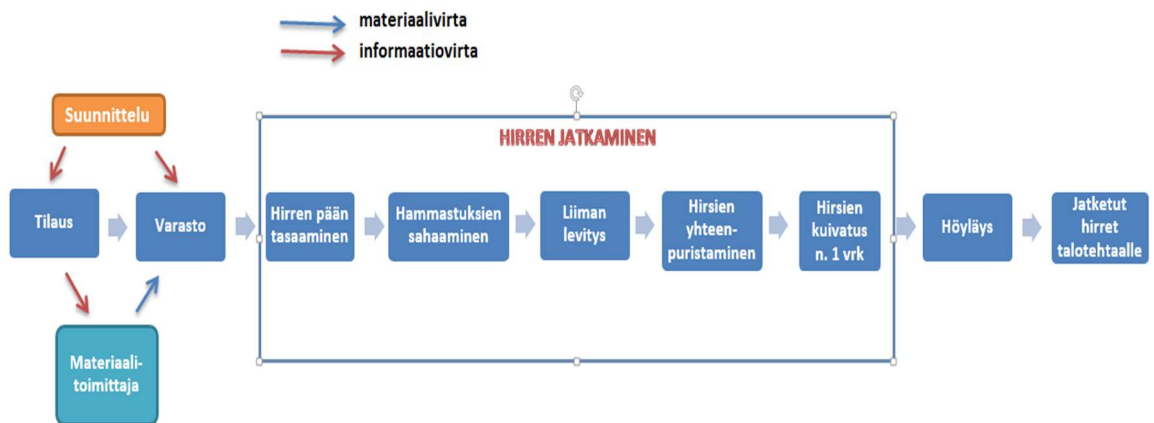 materiaalivirta
informaatiovirta
Suunnittelu
HIRREN JATKAMINEN
Tilaus
Varasto
Hirren pään
tasaaminen
Hammastuksien
sahaaminen
Liiman
levitys
Hirsien
yhteen-
puristaminen
Hirsien
kuivatus
n. 1 vrk
Höyläys
Jatketut
hirret
talotehtaalle
Materiaali-
toimittaja